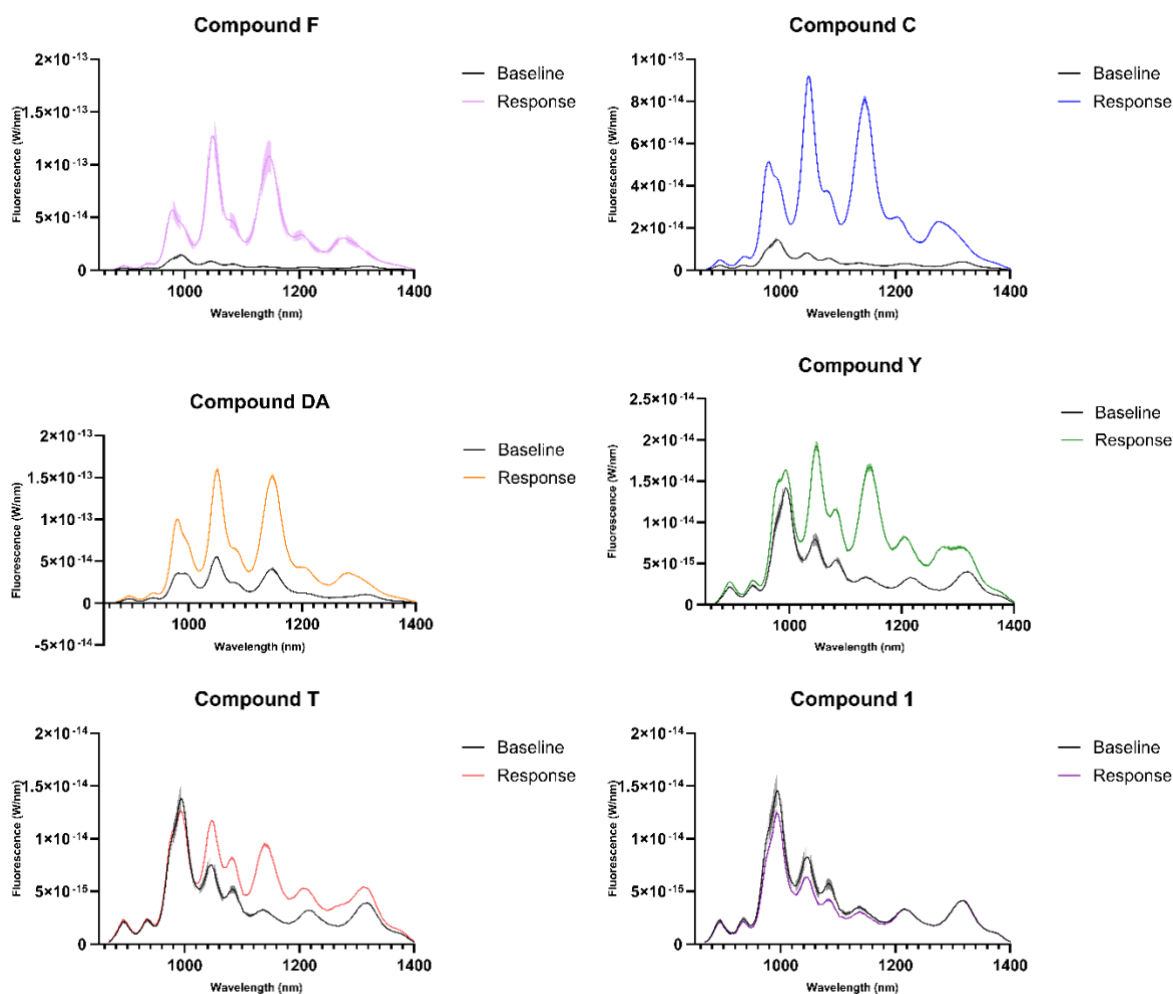 Compound F
2×10⁻¹³
1.5×10⁻¹³
1×10⁻¹³
5×10⁻¹⁴
0
Fluorescence (W/nm)
1000
1200
1400
Wavelength (nm)
Baseline
Response
Compound C
1×10⁻¹³
8×10⁻¹⁴
6×10⁻¹⁴
4×10⁻¹⁴
2×10⁻¹⁴
0
Fluorescence (W/nm)
1000
1200
1400
Wavelength (nm)
Baseline
Response
Compound DA
2×10⁻¹³
1.5×10⁻¹³
1×10⁻¹³
5×10⁻¹⁴
0
-5×10⁻¹⁴
Fluorescence (W/nm)
1000
1200
1400
Wavelength (nm)
Baseline
Response
Compound Y
2.5×10⁻¹⁴
2×10⁻¹⁴
1.5×10⁻¹⁴
1×10⁻¹⁴
5×10⁻¹⁵
0
Fluorescence (W/nm)
1000
1200
1400
Wavelength (nm)
Baseline
Response
Compound T
2×10⁻¹⁴
1.5×10⁻¹⁴
1×10⁻¹⁴
5×10⁻¹⁵
0
Fluorescence (W/nm)
1000
1200
1400
Wavelength (nm)
Baseline
Response
Compound 1
2×10⁻¹⁴
1.5×10⁻¹⁴
1×10⁻¹⁴
5×10⁻¹⁵
0
Fluorescence (W/nm)
1000
1200
1400
Wavelength (nm)
Baseline
Response